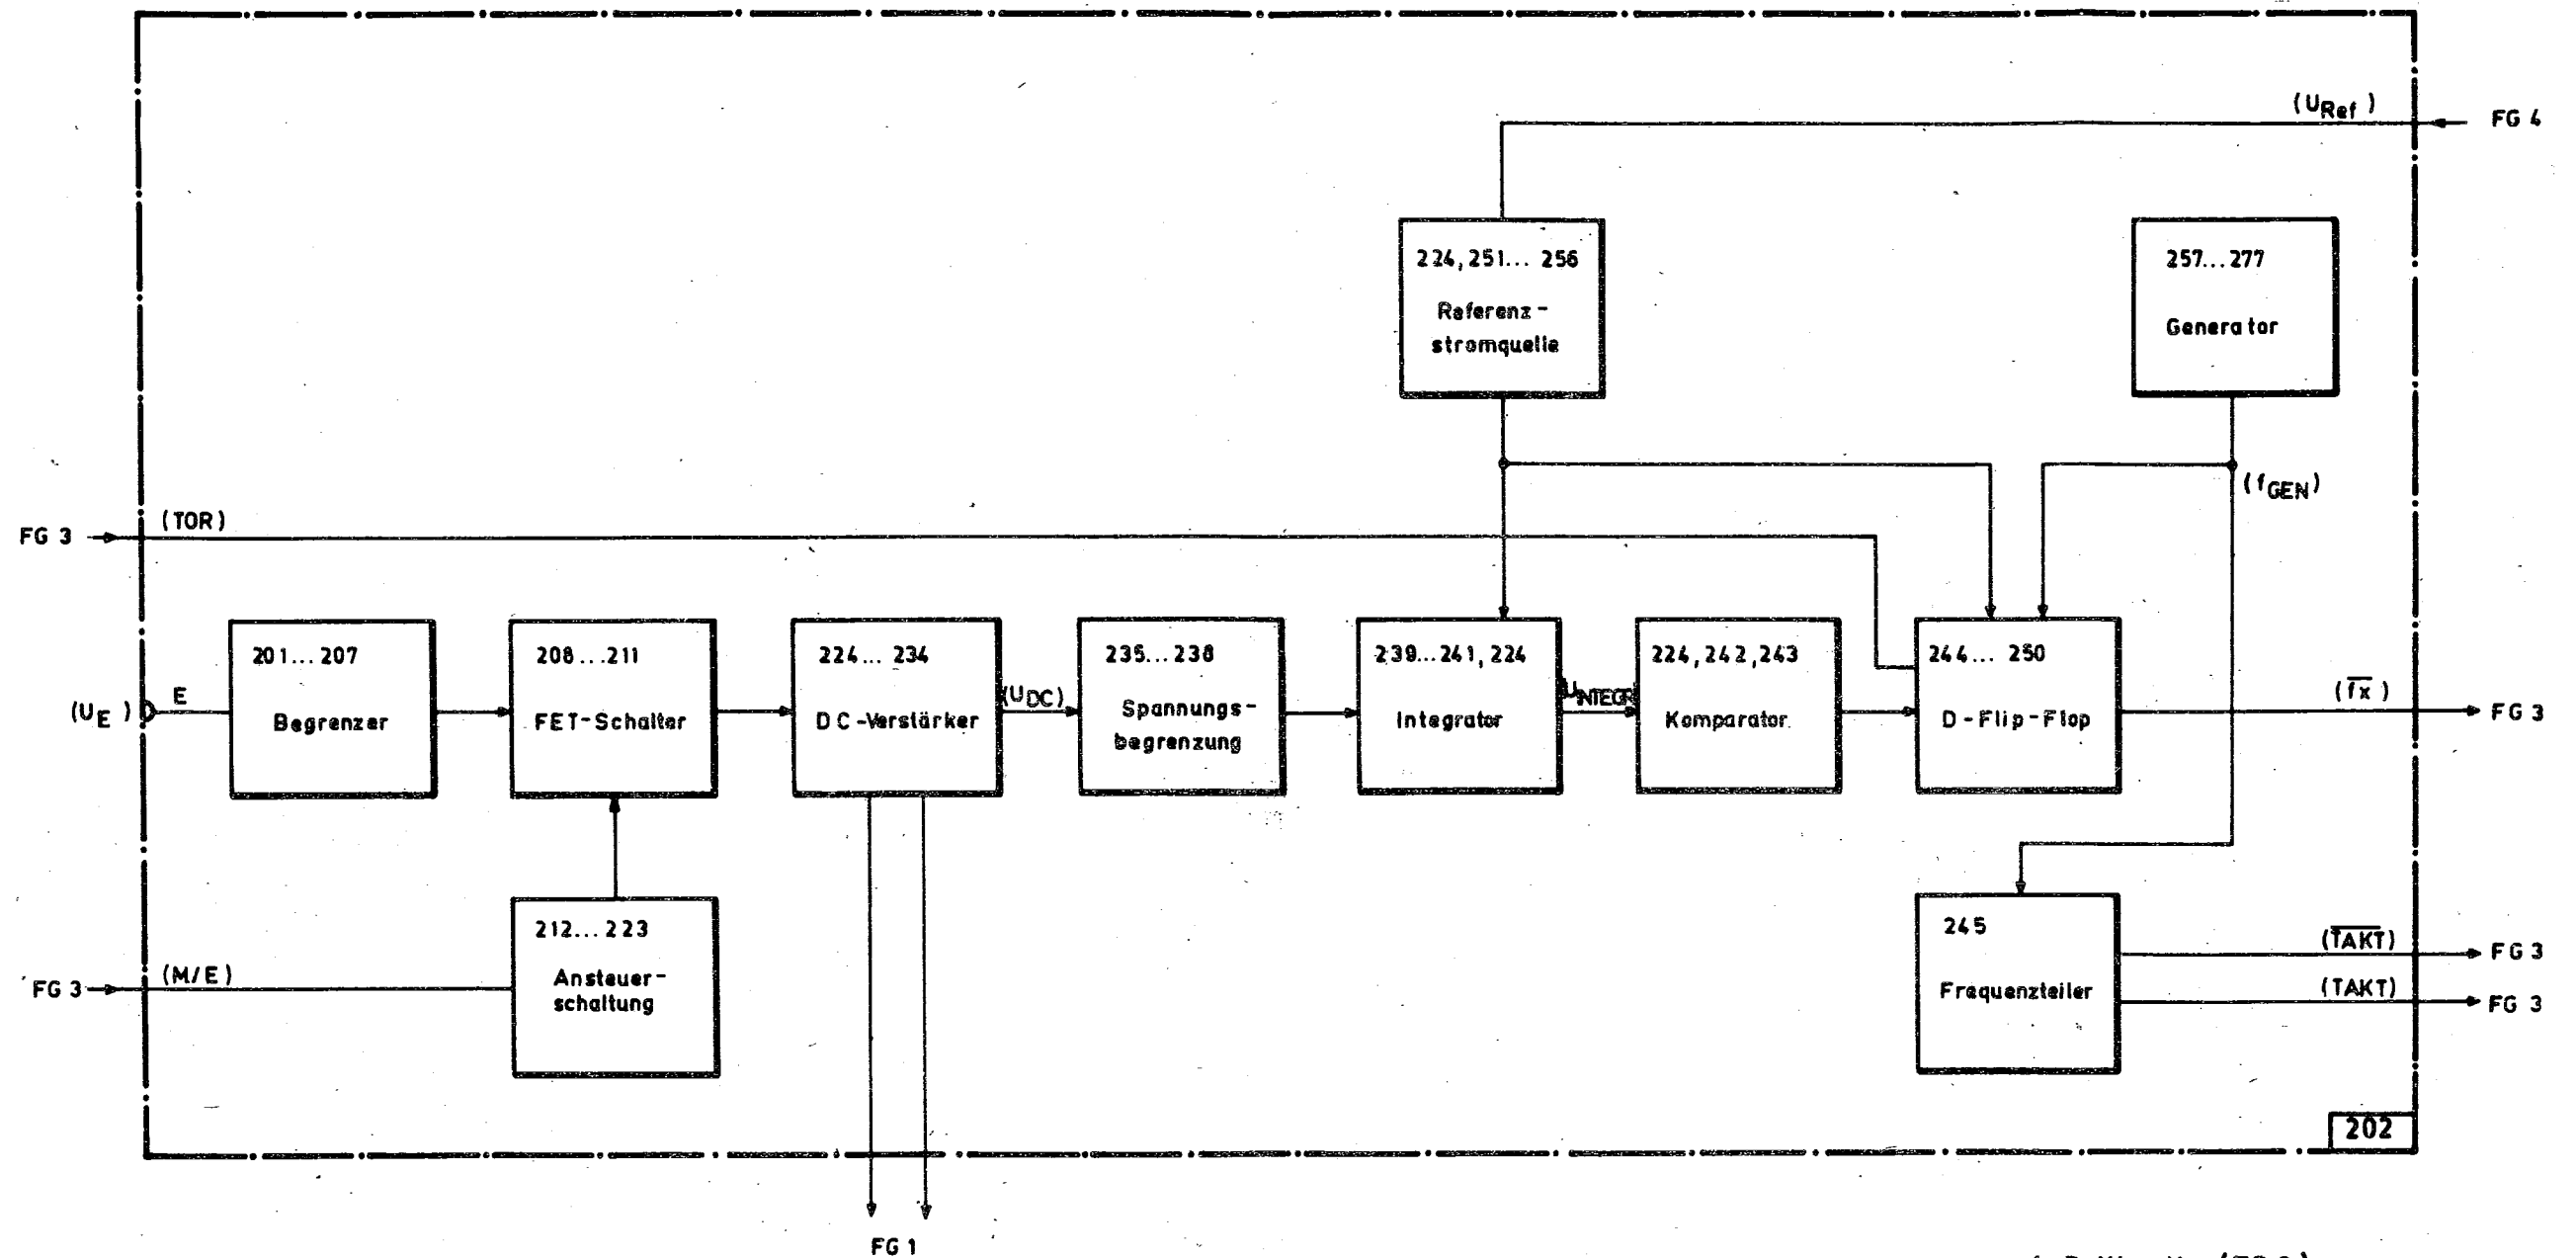 (U_Ref)
FG 4
224, 251... 256
Referenz-
stromquelle
257...277
Generator
(f_GEN)
FG 3
(TOR)
201... 207
Begrenzer
208...211
FET-Schalter
224... 234
DC-Verstärker
(U_DC)
235...238
Spannungs-
begrenzung
239...241, 224
Integrator
U_INTEGR
224, 242, 243
Komparator
244... 250
D-Flip-Flop
(U_E)
E
(f̅x̅)
FG 3
212...223
Ansteuer-
schaltung
FG 3
(M/E)
245
Frequenzteiler
(T̅A̅K̅T̅)
FG 3
(TAKT)
FG 3
202
FG 1